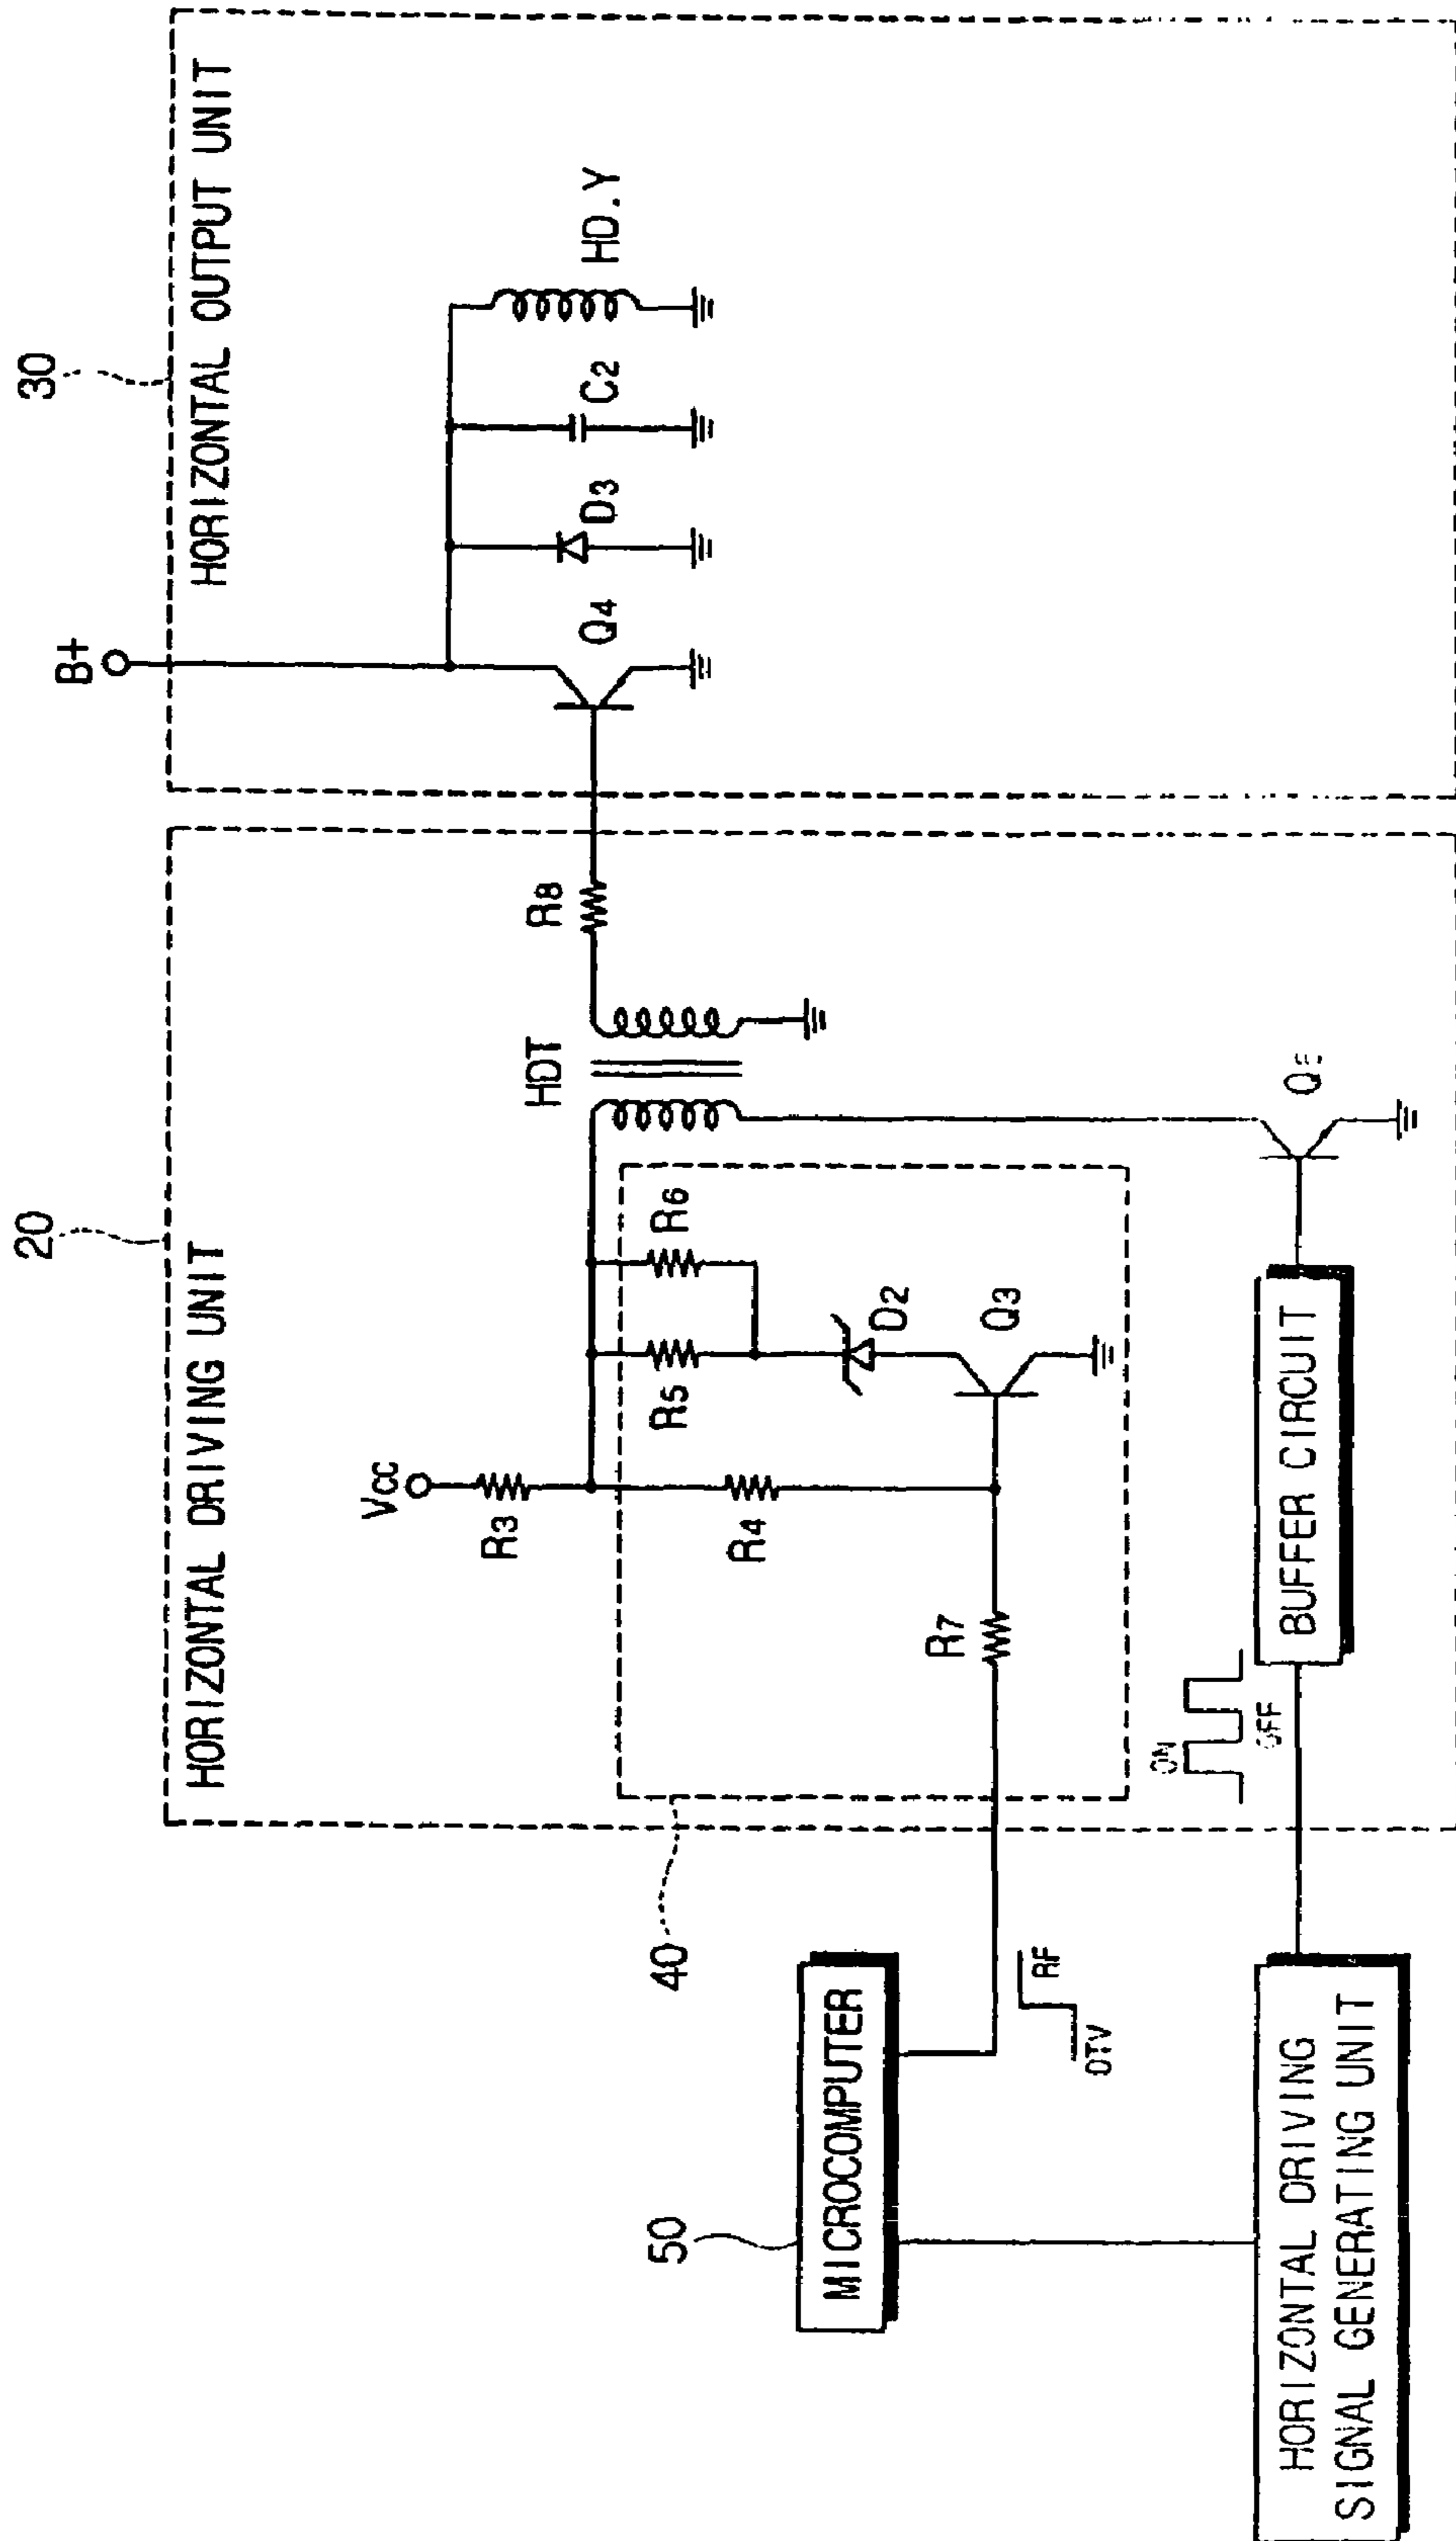 30
B+
HORIZONTAL OUTPUT UNIT
Q4
D3
C2
HD.Y
20
HORIZONTAL DRIVING UNIT
Vcc
R3
HDT
R8
R5
R6
R4
D2
Q3
R7
40
50
MICROCOMPUTER
RF
DTV
ON
OFF
BUFFER CIRCUIT
HORIZONTAL DRIVING
SIGNAL GENERATING UNIT